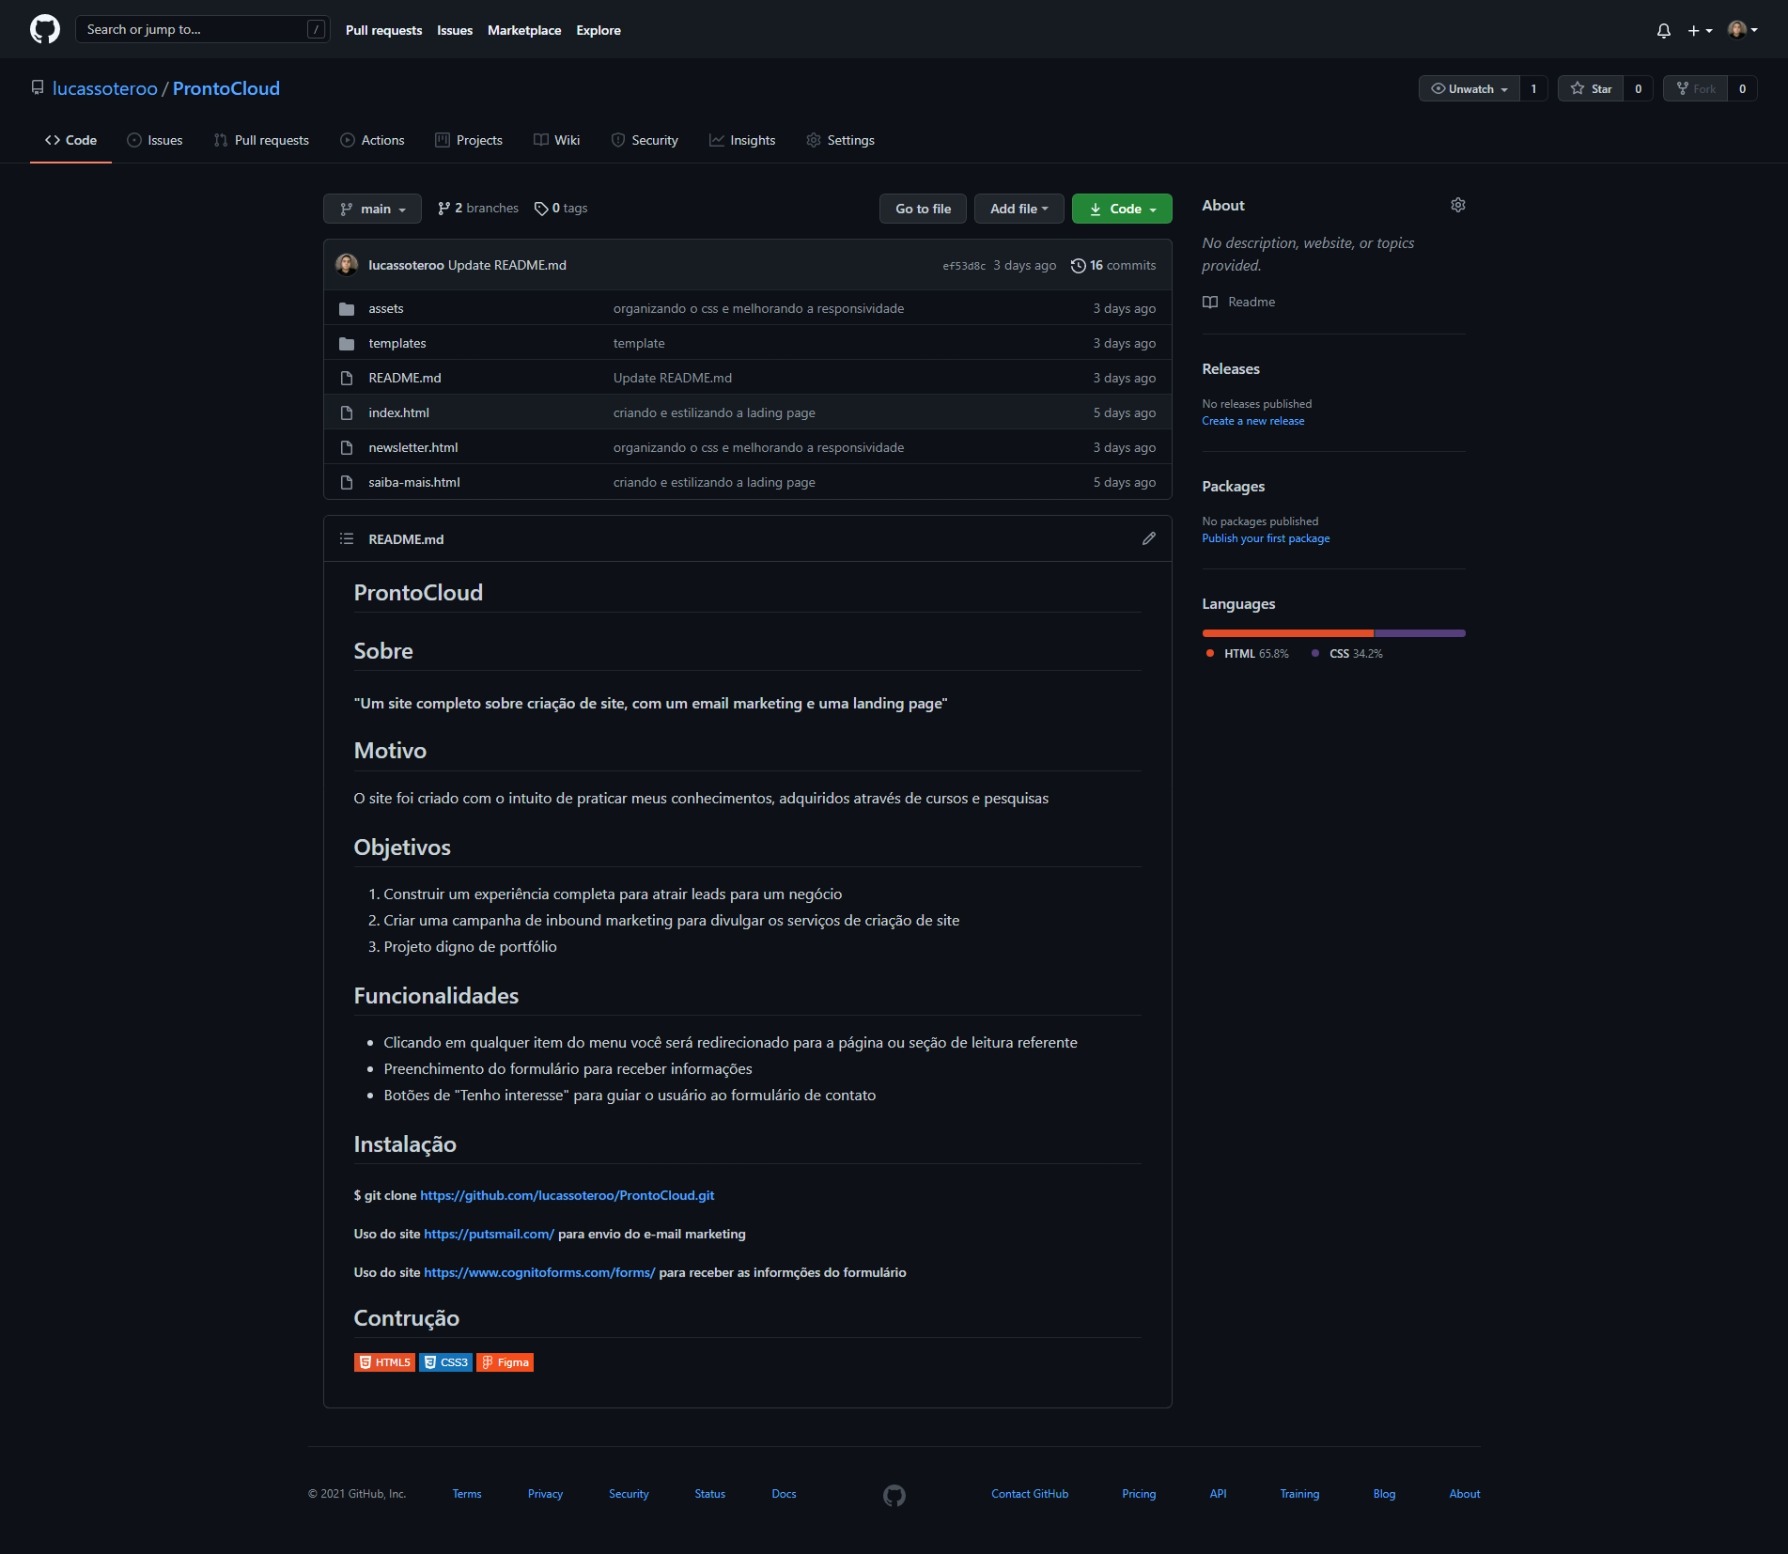 Search or jump to... /
Pull requests Issues Marketplace Explore
lucassoteroo / ProntoCloud
Unwatch 1 Star 0 Fork 0
Code Issues Pull requests Actions Projects Wiki Security Insights Settings
main 2 branches 0 tags Go to file Add file Code
lucassoteroo Update README.md ef53d8c 3 days ago 16 commits
assets organizando o css e melhorando a responsividade 3 days ago
templates template 3 days ago
README.md Update README.md 3 days ago
index.html criando e estilizando a lading page 5 days ago
newsletter.html organizando o css e melhorando a responsividade 3 days ago
saiba-mais.html criando e estilizando a lading page 5 days ago
README.md
ProntoCloud
Sobre
"Um site completo sobre criação de site, com um email marketing e uma landing page"
Motivo
O site foi criado com o intuito de praticar meus conhecimentos, adquiridos através de cursos e pesquisas
Objetivos
1. Construir um experiência completa para atrair leads para um negócio
2. Criar uma campanha de inbound marketing para divulgar os serviços de criação de site
3. Projeto digno de portfólio
Funcionalidades
• Clicando em qualquer item do menu você será redirecionado para a página ou seção de leitura referente
• Preenchimento do formulário para receber informações
• Botões de "Tenho interesse" para guiar o usuário ao formulário de contato
Instalação
$ git clone https://github.com/lucassoteroo/ProntoCloud.git
Uso do site https://putsmail.com/ para envio do e-mail marketing
Uso do site https://www.cognitoforms.com/forms/ para receber as informções do formulário
Contrução
HTML5 CSS3 Figma
About
No description, website, or topics
provided.
Readme
Releases
No releases published
Create a new release
Packages
No packages published
Publish your first package
Languages
HTML 65.8% CSS 34.2%
© 2021 GitHub, Inc. Terms Privacy Security Status Docs Contact GitHub Pricing API Training Blog About